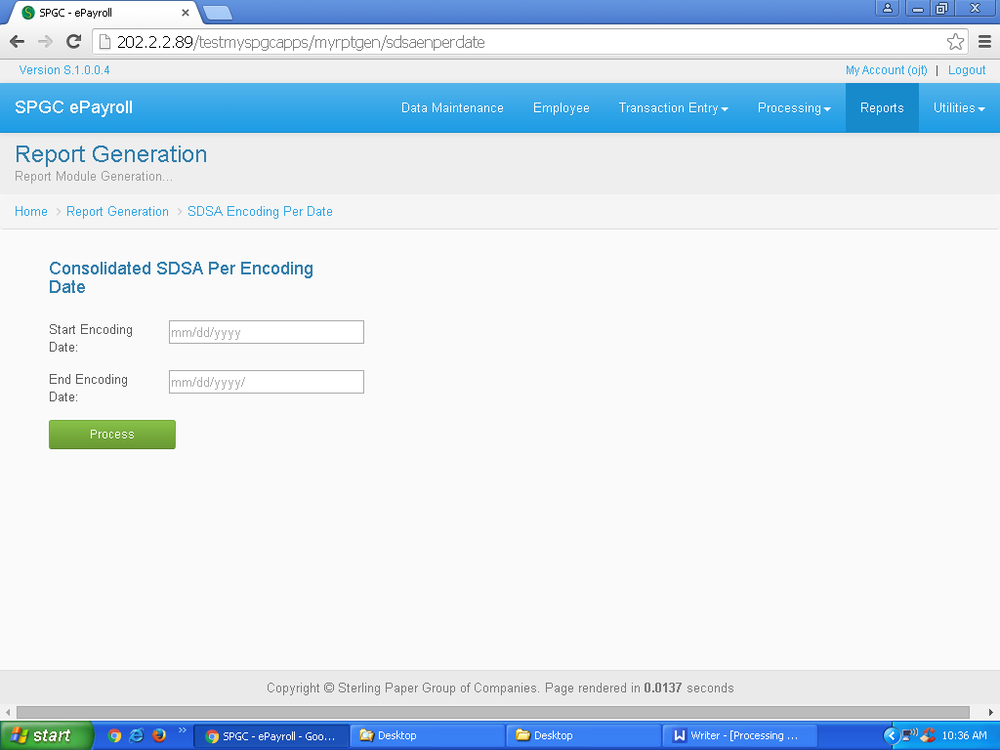 SPGC - ePayroll
202.2.2.89/testmyspgcapps/myrptgen/sdsaenperdate
Version S.1.0.0.4
My Account (ojt) | Logout
SPGC ePayroll
Data Maintenance
Employee
Transaction Entry
Processing
Reports
Utilities
Report Generation
Report Module Generation...
Home
Report Generation
SDSA Encoding Per Date
Consolidated SDSA Per Encoding
Date
Start Encoding
Date:
mm/dd/yyyy
End Encoding
Date:
mm/dd/yyyy/
Process
Copyright © Sterling Paper Group of Companies. Page rendered in 0.0137 seconds
start
SPGC - ePayroll - Goo...
Desktop
Desktop
Writer - [Processing ...
10:36 AM